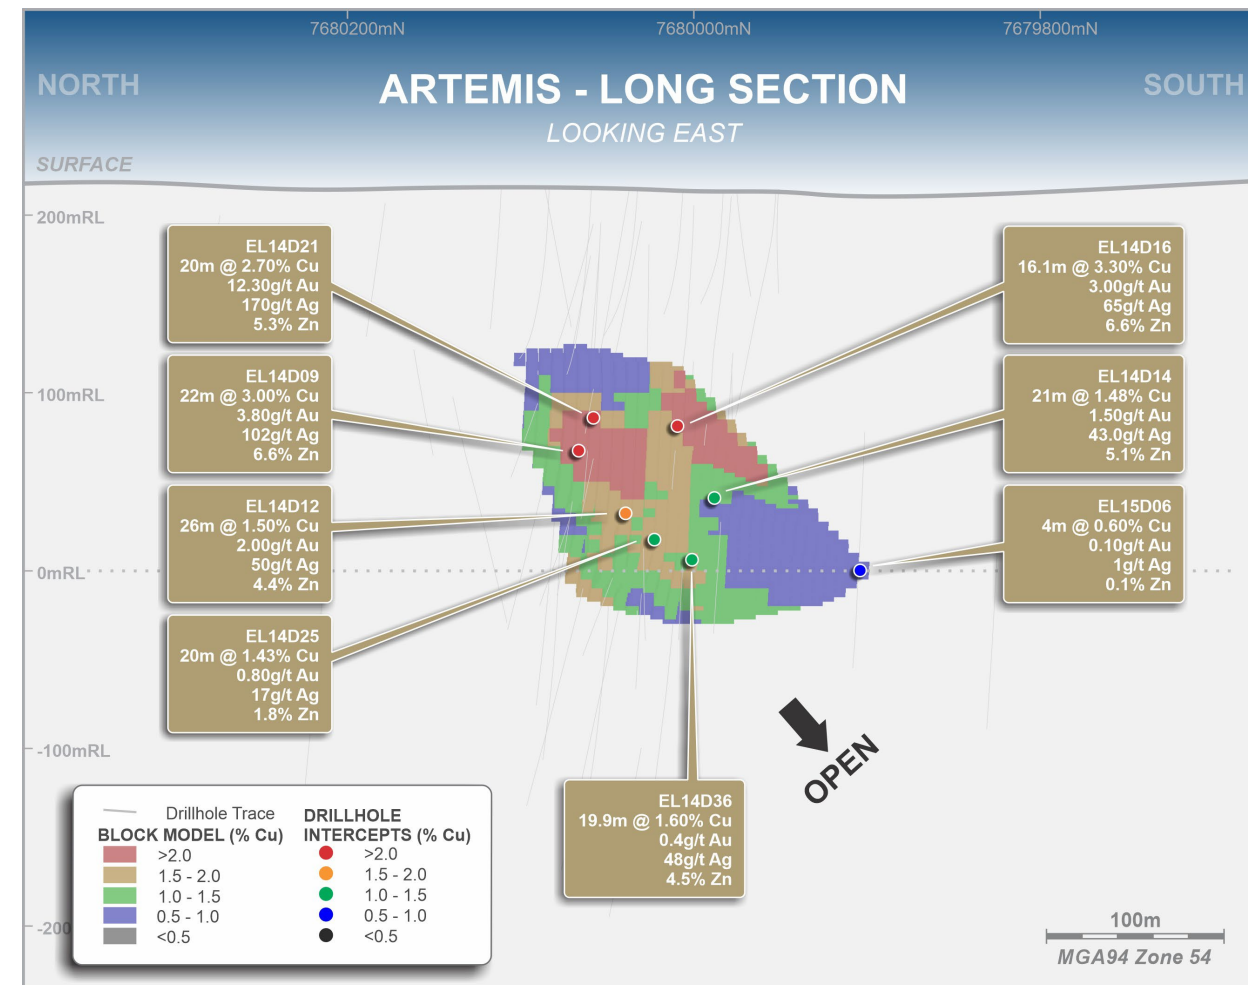 7680200mN
7680000mN
7679800mN
NORTH
ARTEMIS - LONG SECTION
SOUTH
LOOKING EAST
SURFACE
200mRL
100mRL
0mRL
-100mRL
-200
EL14D21
20m @ 2.70% Cu
12.30g/t Au
170g/t Ag
5.3% Zn
EL14D09
22m @ 3.00% Cu
3.80g/t Au
102g/t Ag
6.6% Zn
EL14D12
26m @ 1.50% Cu
2.00g/t Au
50g/t Ag
4.4% Zn
EL14D25
20m @ 1.43% Cu
0.80g/t Au
17g/t Ag
1.8% Zn
EL14D16
16.1m @ 3.30% Cu
3.00g/t Au
65g/t Ag
6.6% Zn
EL14D14
21m @ 1.48% Cu
1.50g/t Au
43.0g/t Ag
5.1% Zn
EL15D06
4m @ 0.60% Cu
0.10g/t Au
1g/t Ag
0.1% Zn
EL14D36
19.9m @ 1.60% Cu
0.4g/t Au
48g/t Ag
4.5% Zn
OPEN
Drillhole Trace
BLOCK MODEL (% Cu)
>2.0
1.5 - 2.0
1.0 - 1.5
0.5 - 1.0
<0.5
DRILLHOLE
INTERCEPTS (% Cu)
>2.0
1.5 - 2.0
1.0 - 1.5
0.5 - 1.0
<0.5
100m
MGA94 Zone 54